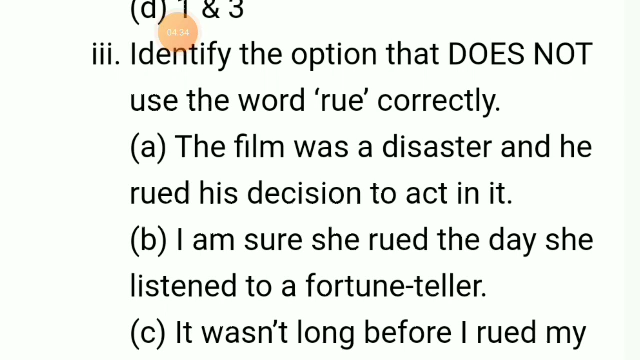 (d) 1 & 3
04:34
iii. Identify the option that DOES NOT
use the word ‘rue’ correctly.
(a) The film was a disaster and he
rued his decision to act in it.
(b) I am sure she rued the day she
listened to a fortune-teller.
(c) It wasn’t long before I rued my